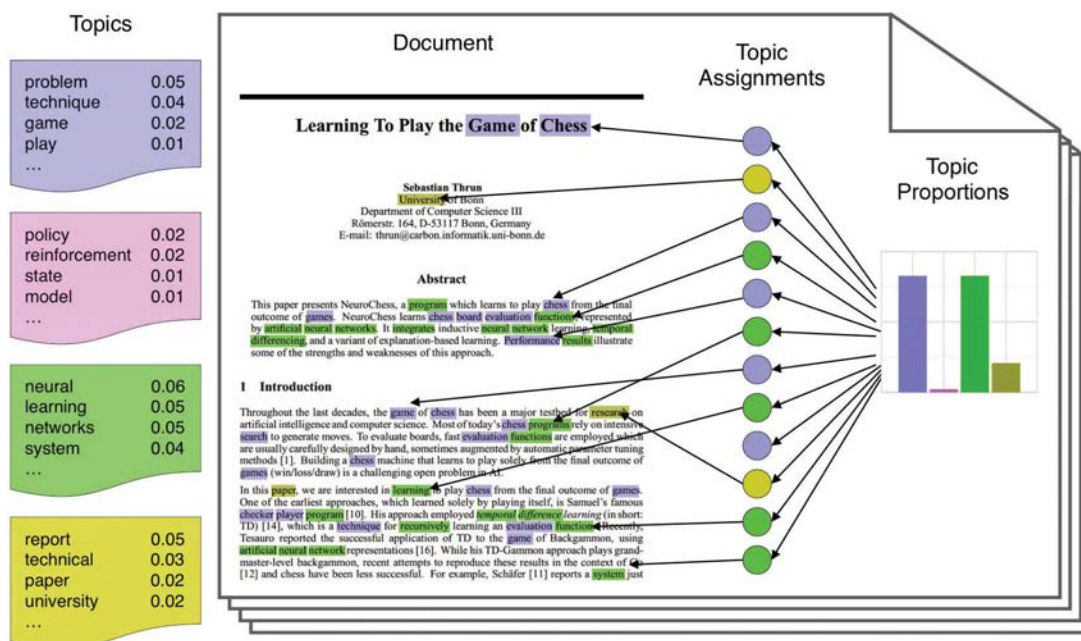 Topics
problem 0.05
technique 0.04
game 0.02
play 0.01
...
policy 0.02
reinforcement 0.02
state 0.01
model 0.01
...
neural 0.06
learning 0.05
networks 0.05
system 0.04
...
report 0.05
technical 0.03
paper 0.02
university 0.02
...
Document
Learning To Play the Game of Chess
Sebastian Thrun
University of Bonn
Department of Computer Science III
Römerstr. 164, D-53117 Bonn, Germany
E-mail: thrun@carbon.informatik.uni-bonn.de
Abstract
This paper presents NeuroChess, a program which learns to play chess from the final
outcome of games. NeuroChess learns chess board evaluation functions, represented
by artificial neural networks. It integrates inductive neural network learning, temporal
differencing, and a variant of explanation-based learning. Performance results illustrate
some of the strengths and weaknesses of this approach.
1 Introduction
Throughout the last decades, the game of chess has been a major testbed for research on
artificial intelligence and computer science. Most of today's chess programs rely on intensive
search to generate moves. To evaluate boards, fast evaluation functions are employed which
are usually carefully designed by hand, sometimes augmented by automatic parameter tuning
methods [1]. Building a chess machine that learns to play solely from the final outcome of
games (win/loss/draw) is a challenging open problem in AI.
In this paper, we are interested in learning to play chess from the final outcome of games.
One of the earliest approaches, which learned solely by playing itself, is Samuel's famous
checker player program [10]. His approach employed temporal difference learning (in short:
TD) [14], which is a technique for recursively learning an evaluation function. Recently,
Tesauro reported the successful application of TD to the game of Backgammon, using
artificial neural network representations [16]. While his TD-Gammon approach plays grand-
master-level backgammon, recent attempts to reproduce these results in the context of Go
[12] and chess have been less successful. For example, Schäfer [11] reports a system just
Topic
Assignments
Topic
Proportions